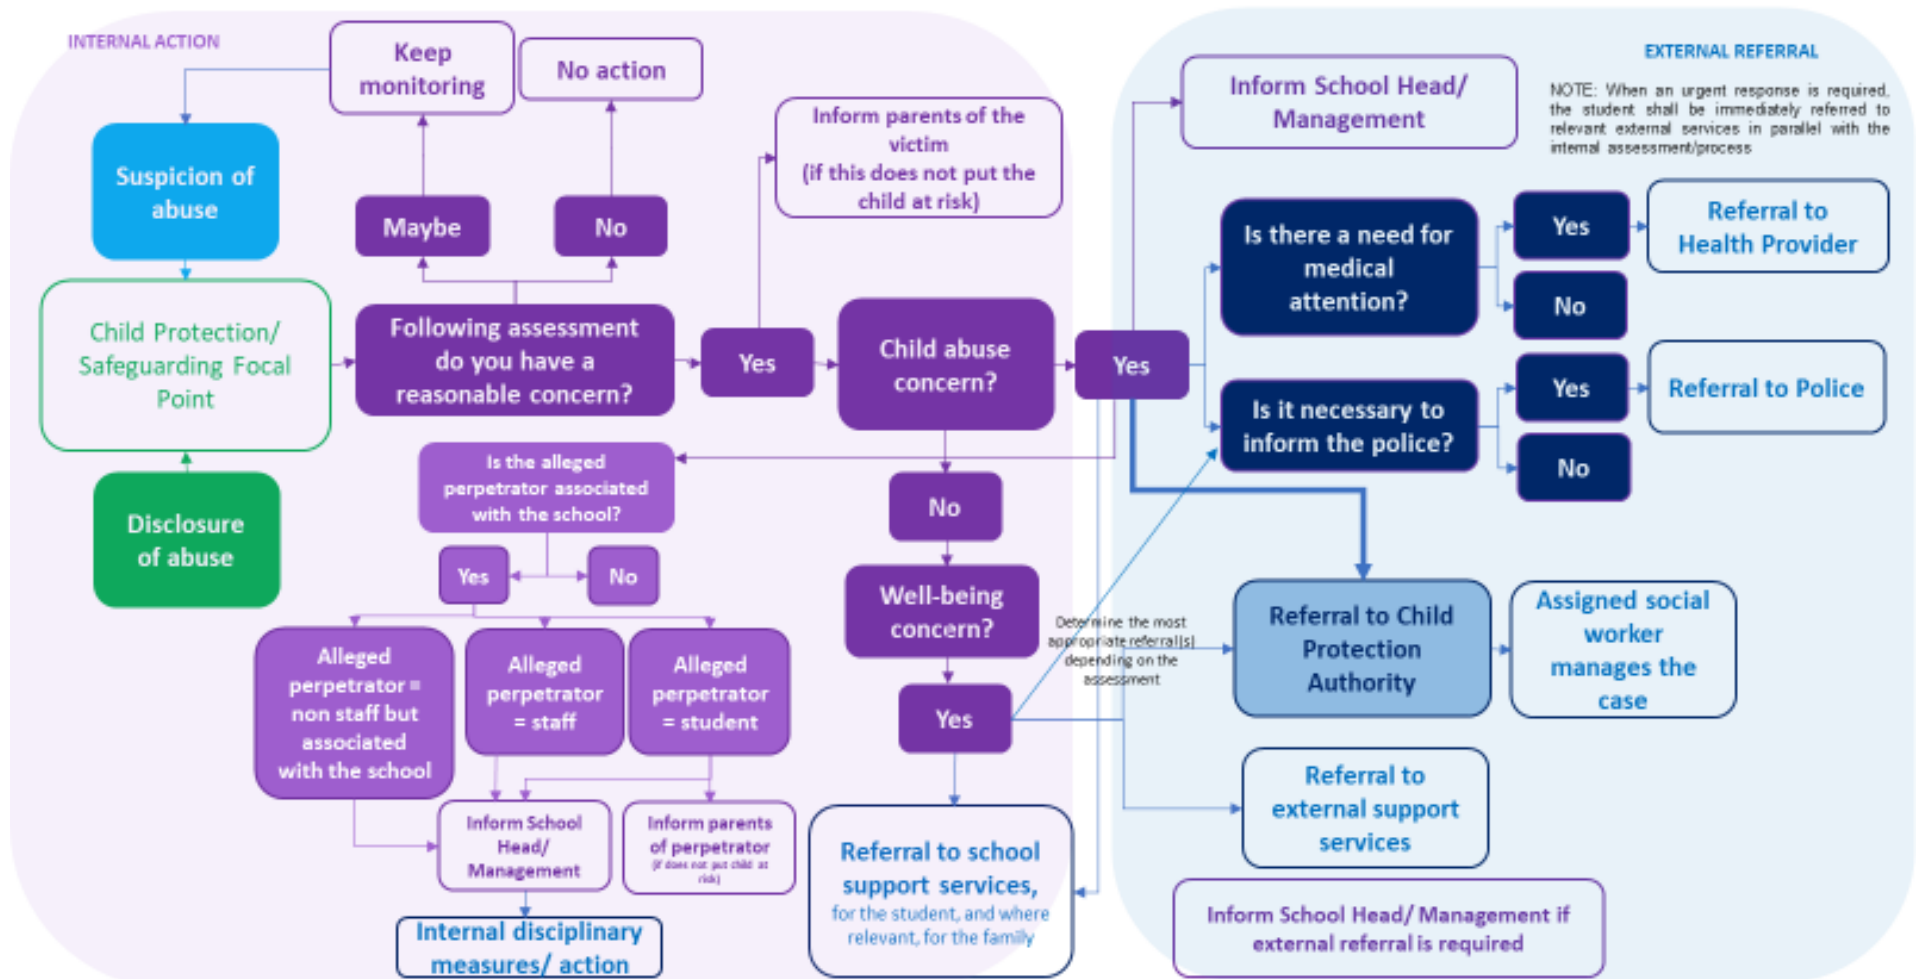 INTERNAL ACTION
Keep
monitoring
No action
Suspicion of
abuse
Maybe
No
Inform parents of the
victim
(if this does not put the
child at risk)
Child Protection/
Safeguarding Focal
Point
Following assessment
do you have a
reasonable concern?
Yes
Child abuse
concern?
Yes
Disclosure
of abuse
Is the alleged
perpetrator associated
with the school?
Yes
No
Alleged
perpetrator =
non staff but
associated
with the school
Alleged
perpetrator
= staff
Alleged
perpetrator
= student
Inform School
Head/
Management
Inform parents
of perpetrator
(if does not put child at
risk)
Internal disciplinary
measures/ action
No
Well-being
concern?
Yes
Referral to school
support services,
for the student, and where
relevant, for the family
Determine the most
appropriate referral(s)
depending on the
assessment
EXTERNAL REFERRAL
NOTE: When an urgent response is required,
the student shall be immediately referred to
relevant external services in parallel with the
internal assessment/process
Inform School Head/
Management
Is there a need for
medical
attention?
Yes
No
Referral to
Health Provider
Is it necessary to
inform the police?
Yes
No
Referral to Police
Referral to Child
Protection
Authority
Assigned social
worker
manages the
case
Referral to
external support
services
Inform School Head/ Management if
external referral is required